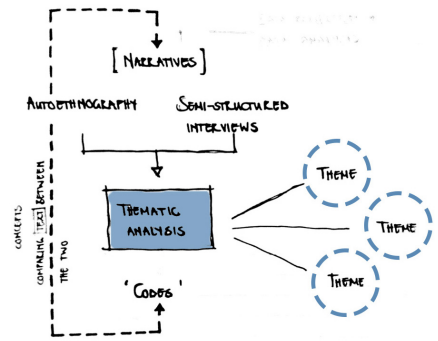 [NARRATIVES]
AUTOETHNOGRAPHY
SEMI-STRUCTURED
INTERVIEWS
THEMATIC
ANALYSIS
THEME
THEME
THEME
'CODES'
CONCEPTS
COMPARING TEXT BETWEEN
THE TWO